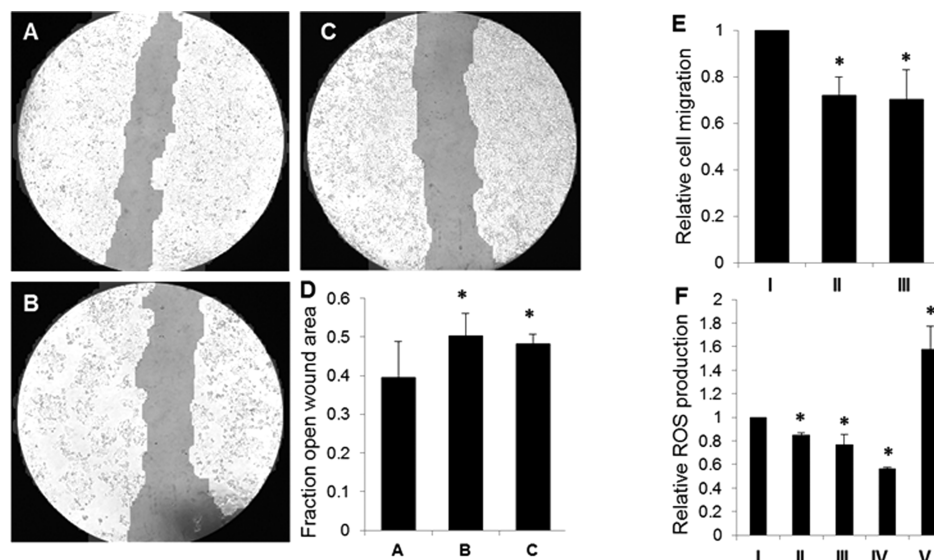 A
B
C
D
Fraction open wound area
0.6
0.5
0.4
0.3
0.2
0.1
0
A B C
E
Relative cell migration
1
0.8
0.6
0.4
0.2
0
* *
I II III
F
Relative ROS production
2
1.8
1.6
1.4
1.2
1
0.8
0.6
0.4
0.2
0
* * * *
I II III IV V
* *